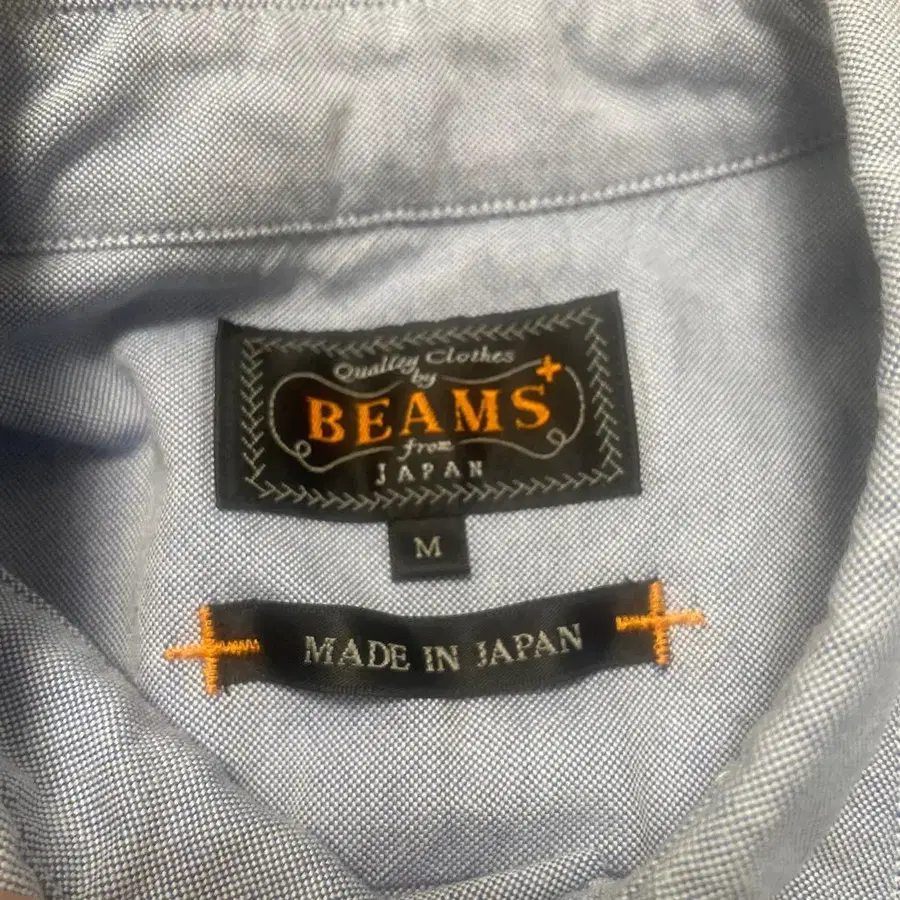 Quality Clothes
by
BEAMS+
from
JAPAN
M
MADE IN JAPAN